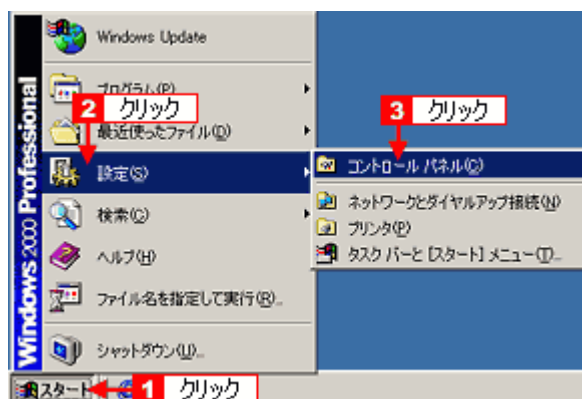 Windows 2000 Professional
Windows Update
プログラム(P)
2 クリック
最近使ったファイル(D)
設定(S)
検索(C)
ヘルプ(H)
ファイル名を指定して実行(R)...
シャットダウン(U)...
3 クリック
コントロール パネル(C)
ネットワークとダイヤルアップ接続(N)
プリンタ(P)
タスク バーと [スタート] メニュー(T)...
スタート
1 クリック